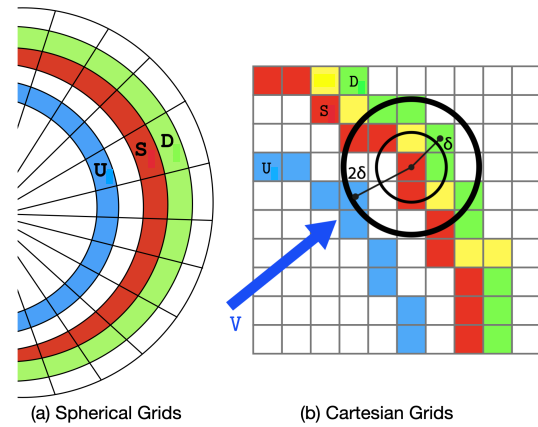 U S D
D
S
U
δ
2δ
V
(a) Spherical Grids
(b) Cartesian Grids